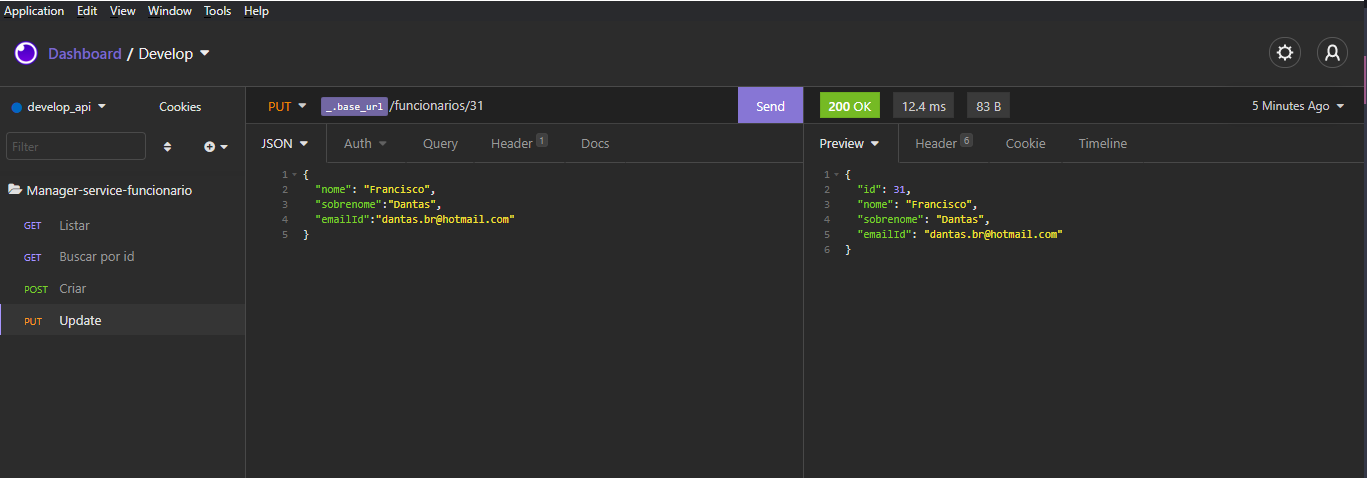 Application Edit View Window Tools Help
Dashboard / Develop
develop_api Cookies
Filter
Manager-service-funcionario
GET Listar
GET Buscar por id
POST Criar
PUT Update
PUT _.base_url /funcionarios/31 Send
JSON Auth Query Header 1 Docs
1 {
2 "nome": "Francisco",
3 "sobrenome":"Dantas",
4 "emailId":"dantas.br@hotmail.com"
5 }
200 OK 12.4 ms 83 B 5 Minutes Ago
Preview Header 6 Cookie Timeline
1 {
2 "id": 31,
3 "nome": "Francisco",
4 "sobrenome": "Dantas",
5 "emailId": "dantas.br@hotmail.com"
6 }